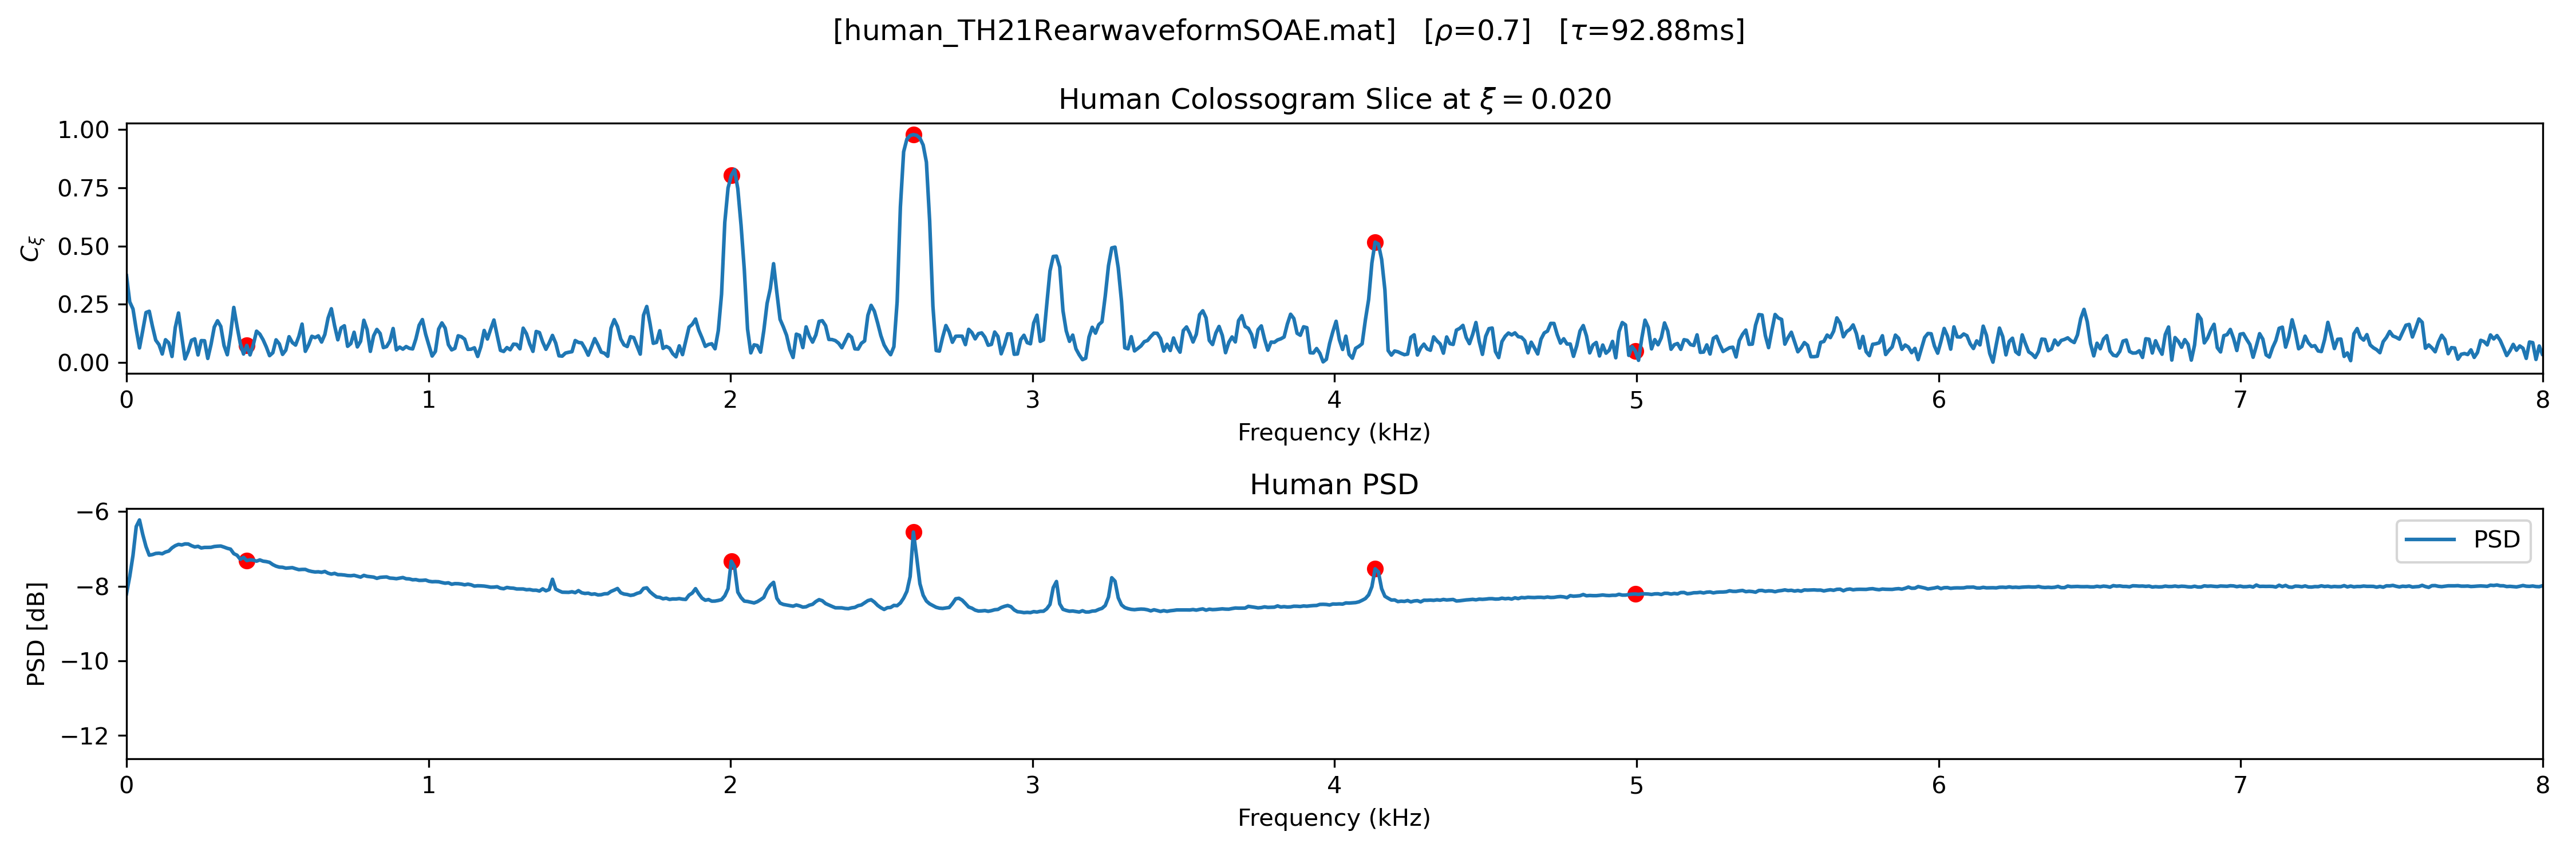 [human_TH21RearwaveformSOAE.mat] [ρ=0.7] [τ=92.88ms]
Human Colossogram Slice at ξ = 0.020
1.00
0.75
0.50
0.25
0.00
C_ξ
0 1 2 3 4 5 6 7 8
Frequency (kHz)
Human PSD
−6
−8
−10
−12
PSD [dB]
PSD
0 1 2 3 4 5 6 7 8
Frequency (kHz)